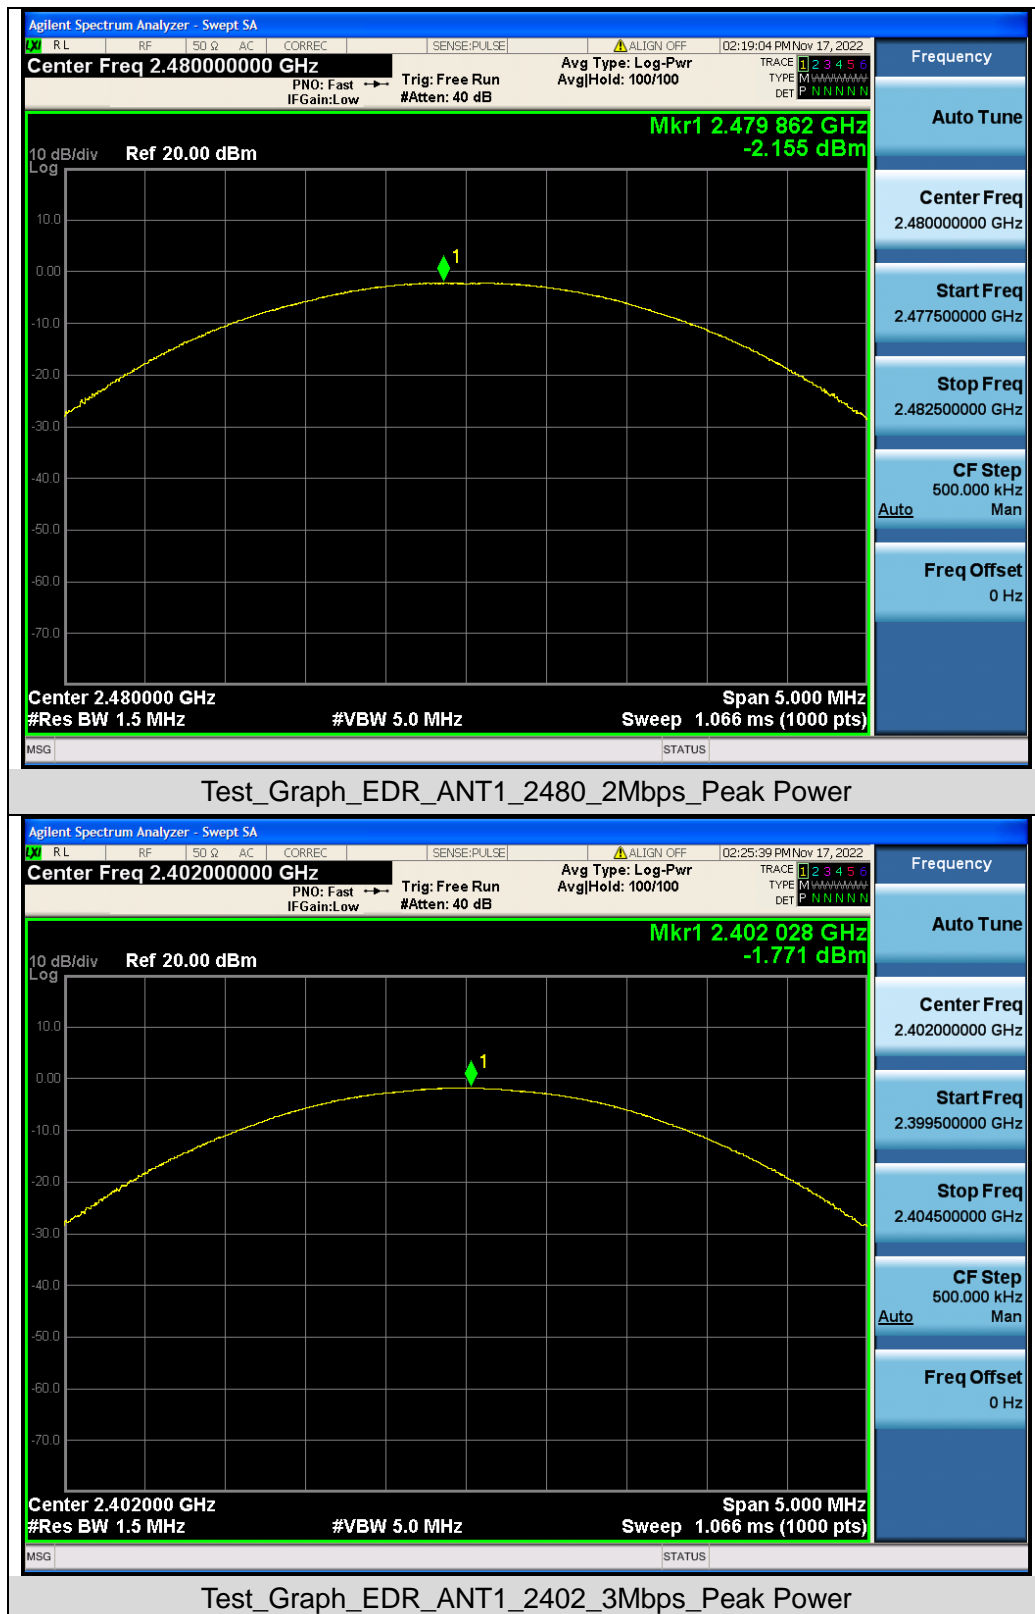 Agilent Spectrum Analyzer - Swept SA
LXI RL RF 50 Ω AC CORREC SENSE:PULSE ALIGN OFF 02:19:04 PM Nov 17, 2022
Center Freq 2.480000000 GHz
PNO: Fast
IFGain:Low
Trig: Free Run
#Atten: 40 dB
Avg Type: Log-Pwr
Avg|Hold: 100/100
TRACE 1 2 3 4 5 6
TYPE M
DET P N N N N N
Frequency
Mkr1 2.479 862 GHz
-2.155 dBm
10 dB/div
Log
Ref 20.00 dBm
10.0
0.00
-10.0
-20.0
-30.0
-40.0
-50.0
-60.0
-70.0
1
Center 2.480000 GHz
Span 5.000 MHz
#Res BW 1.5 MHz
#VBW 5.0 MHz
Sweep 1.066 ms (1000 pts)
Auto Tune
Center Freq
2.480000000 GHz
Start Freq
2.477500000 GHz
Stop Freq
2.482500000 GHz
CF Step
500.000 kHz
Auto Man
Freq Offset
0 Hz
MSG
STATUS
Test_Graph_EDR_ANT1_2480_2Mbps_Peak Power
Agilent Spectrum Analyzer - Swept SA
LXI RL RF 50 Ω AC CORREC SENSE:PULSE ALIGN OFF 02:25:39 PM Nov 17, 2022
Center Freq 2.402000000 GHz
PNO: Fast
IFGain:Low
Trig: Free Run
#Atten: 40 dB
Avg Type: Log-Pwr
Avg|Hold: 100/100
TRACE 1 2 3 4 5 6
TYPE M
DET P N N N N N
Frequency
Mkr1 2.402 028 GHz
-1.771 dBm
10 dB/div
Log
Ref 20.00 dBm
10.0
0.00
-10.0
-20.0
-30.0
-40.0
-50.0
-60.0
-70.0
1
Center 2.402000 GHz
Span 5.000 MHz
#Res BW 1.5 MHz
#VBW 5.0 MHz
Sweep 1.066 ms (1000 pts)
Auto Tune
Center Freq
2.402000000 GHz
Start Freq
2.399500000 GHz
Stop Freq
2.404500000 GHz
CF Step
500.000 kHz
Auto Man
Freq Offset
0 Hz
MSG
STATUS
Test_Graph_EDR_ANT1_2402_3Mbps_Peak Power